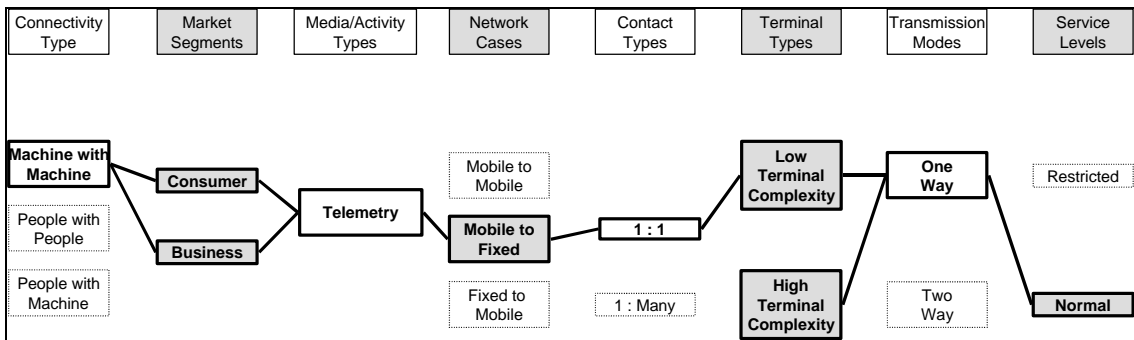 Connectivity
Type
Market
Segments
Media/Activity
Types
Network
Cases
Contact
Types
Terminal
Types
Transmission
Modes
Service
Levels
Machine with
Machine
People with
People
People with
Machine
Consumer
Business
Telemetry
Mobile to
Mobile
Mobile to
Fixed
Fixed to
Mobile
1 : 1
1 : Many
Low
Terminal
Complexity
High
Terminal
Complexity
One
Way
Two
Way
Restricted
Normal